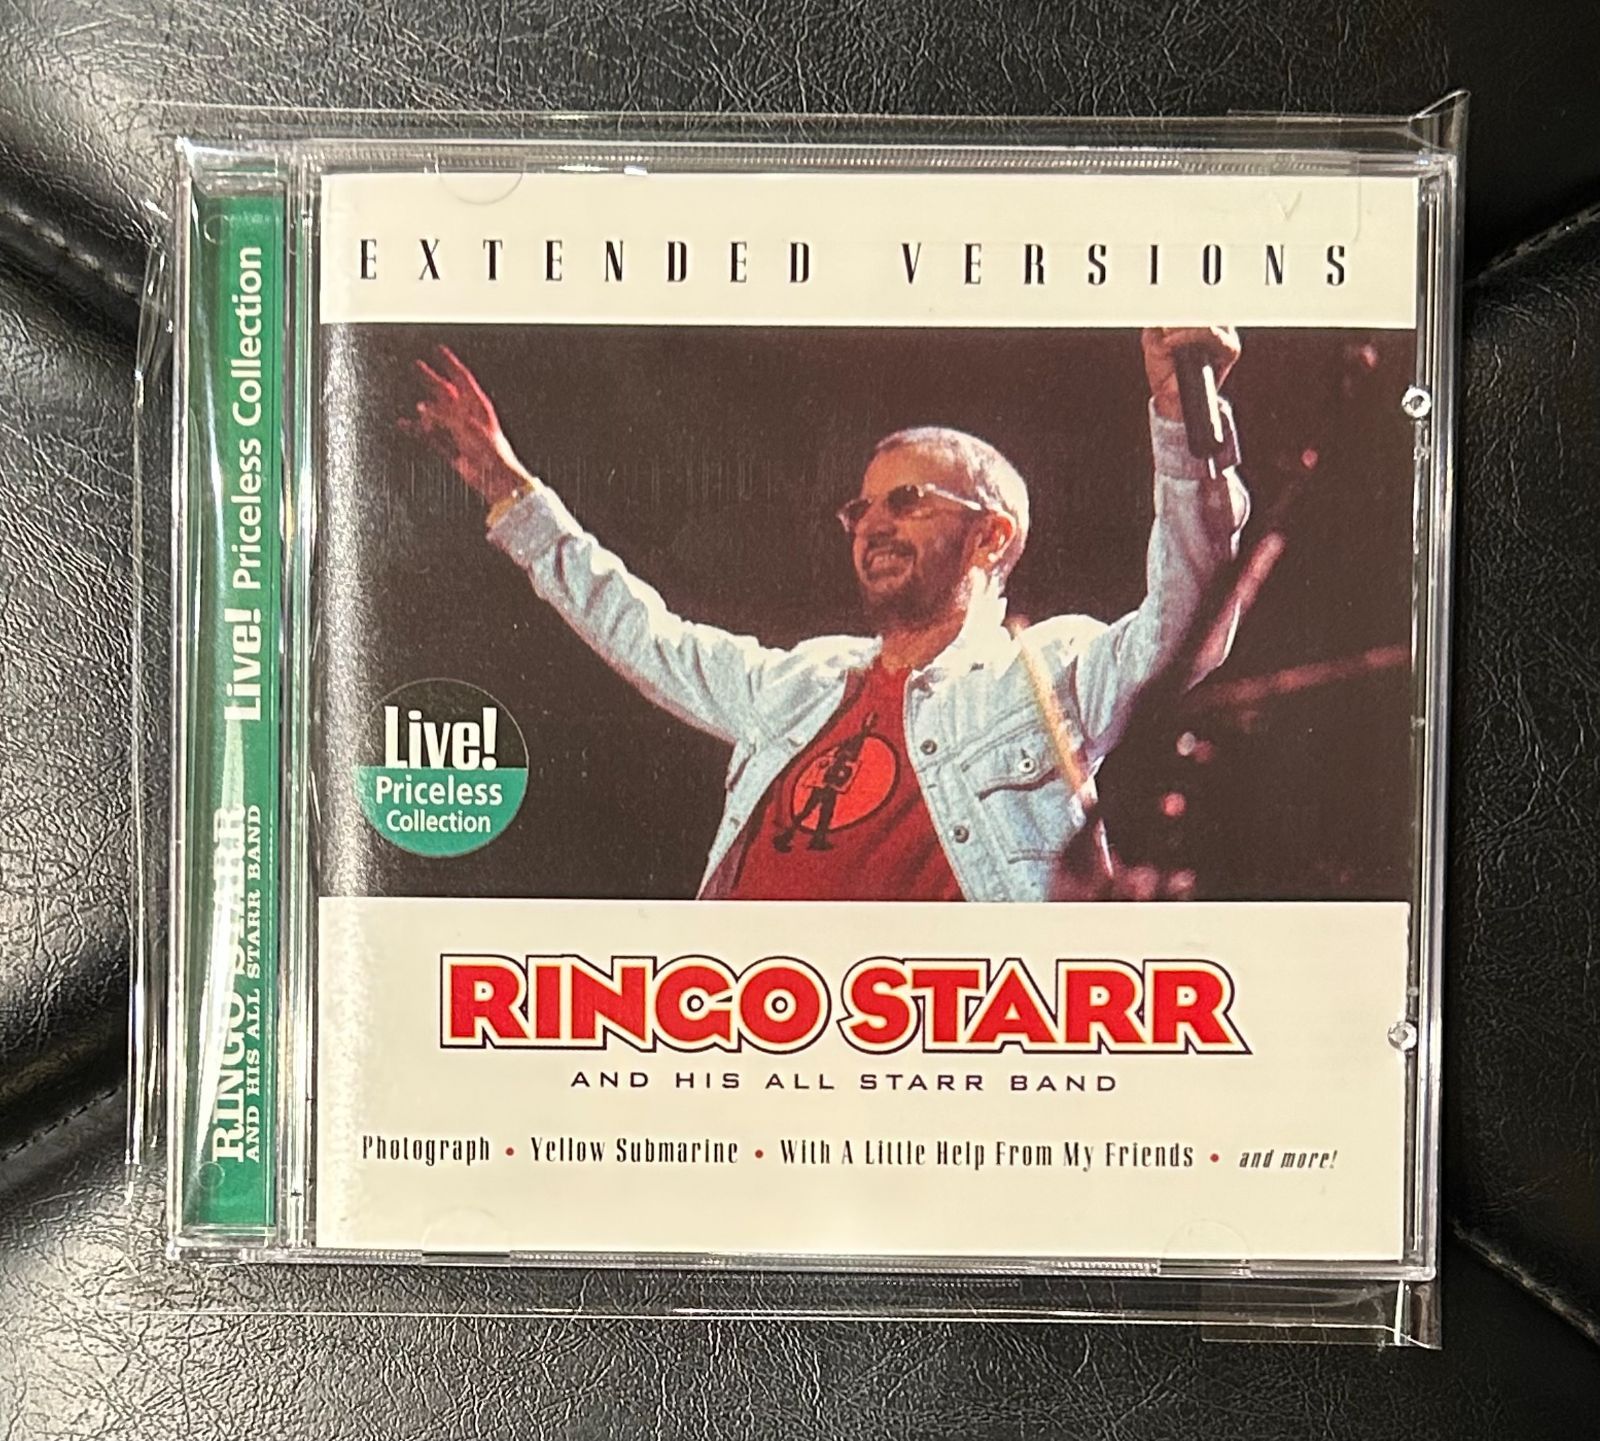 EXTENDED VERSIONS
Live!
Priceless
Collection
RINGO STARR
AND HIS ALL STARR BAND
Photograph • Yellow Submarine • With A Little Help From My Friends • and more!
RINGO STARR
AND HIS ALL STARR BAND
Live! Priceless Collection